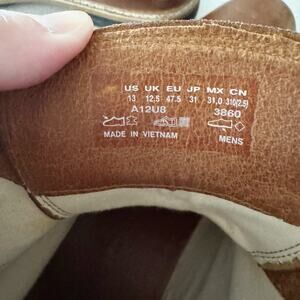 US UK EU JP MX CN
13 12.5 47.5 31 31,0 310(2.5)
A12U8 3860
MADE IN VIETNAM MENS